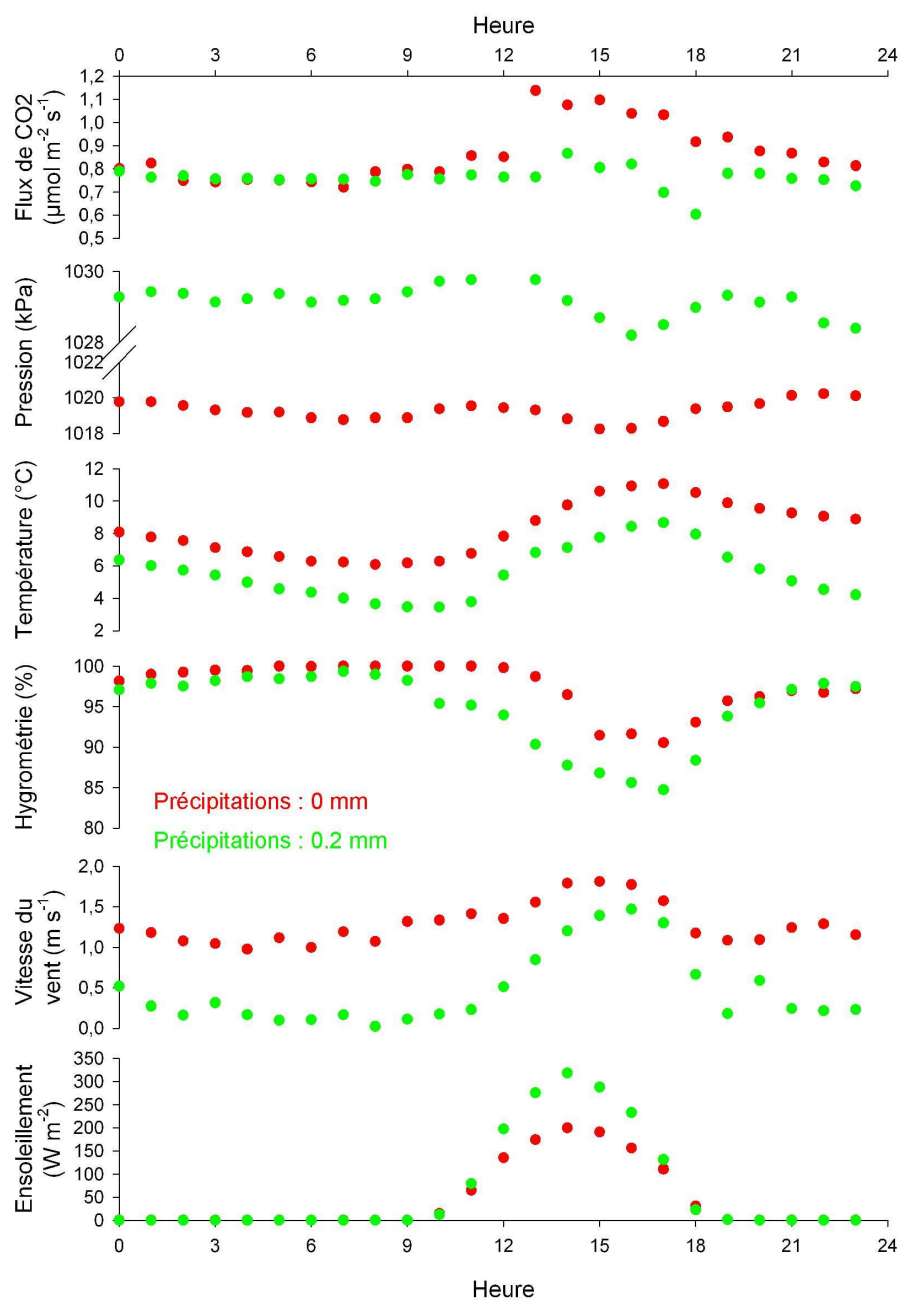 Heure
0 3 6 9 12 15 18 21 24
Flux de CO2
(µmol m-2 s-1)
1,2
1,1
1,0
0,9
0,8
0,7
0,6
0,5
Pression (kPa)
1030
1028
1022
1020
1018
Température (°C)
12
10
8
6
4
2
Hygrométrie (%)
100
95
90
85
80
Précipitations : 0 mm
Précipitations : 0.2 mm
Vitesse du
vent (m s-1)
2,0
1,5
1,0
0,5
0,0
Ensoleillement
(W m-2)
350
300
250
200
150
100
50
0
0 3 6 9 12 15 18 21 24
Heure